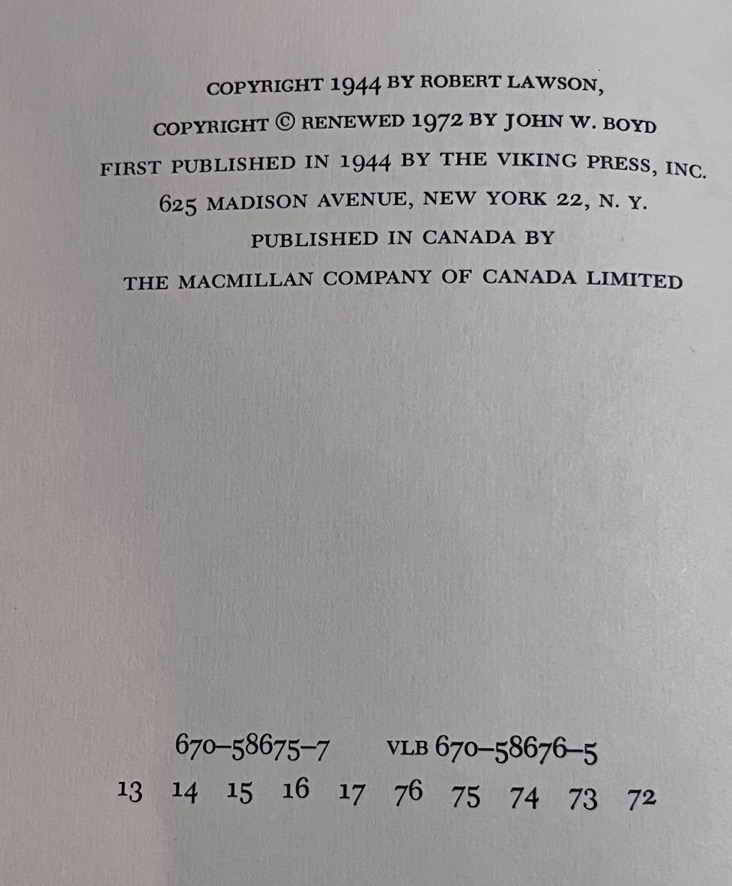 COPYRIGHT 1944 BY ROBERT LAWSON,
COPYRIGHT © RENEWED 1972 BY JOHN W. BOYD
FIRST PUBLISHED IN 1944 BY THE VIKING PRESS, INC.
625 MADISON AVENUE, NEW YORK 22, N. Y.
PUBLISHED IN CANADA BY
THE MACMILLAN COMPANY OF CANADA LIMITED
670–58675–7 VLB 670–58676–5
13 14 15 16 17 76 75 74 73 72